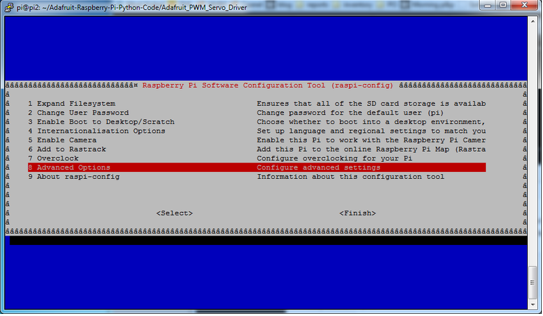 pi@pi2: ~/Adafruit-Raspberry-Pi-Python-Code/Adafruit_PWM_Servo_Driver
Raspberry Pi Software Configuration Tool (raspi-config)
1 Expand Filesystem Ensures that all of the SD card storage is availab
2 Change User Password Change password for the default user (pi)
3 Enable Boot to Desktop/Scratch Choose whether to boot into a desktop environment,
4 Internationalisation Options Set up language and regional settings to match you
5 Enable Camera Enable this Pi to work with the Raspberry Pi Camer
6 Add to Rastrack Add this Pi to the online Raspberry Pi Map (Rastra
7 Overclock Configure overclocking for your Pi
8 Advanced Options Configure advanced settings
9 About raspi-config Information about this configuration tool
<Select> <Finish>